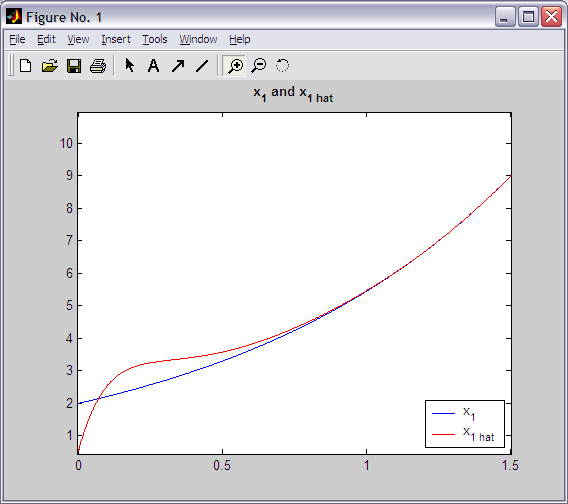 Figure No. 1
File Edit View Insert Tools Window Help
A
x1 and x1 hat
10
9
8
7
6
5
4
3
2
1
0 0.5 1 1.5
x1
x1 hat